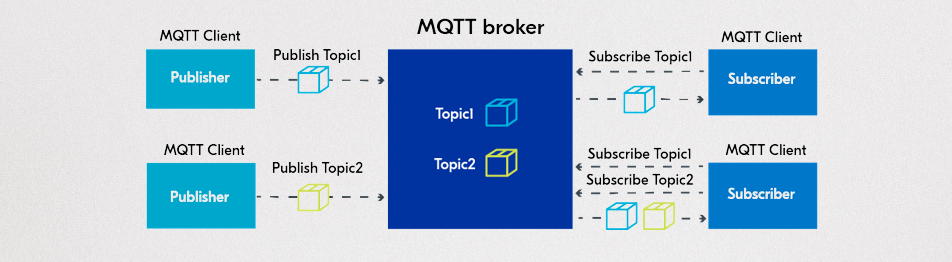 MQTT broker
MQTT Client
Publisher
Publish Topic1
Topic1
Subscribe Topic1
MQTT Client
Subscriber
MQTT Client
Publisher
Publish Topic2
Topic2
Subscribe Topic1
Subscribe Topic2
MQTT Client
Subscriber